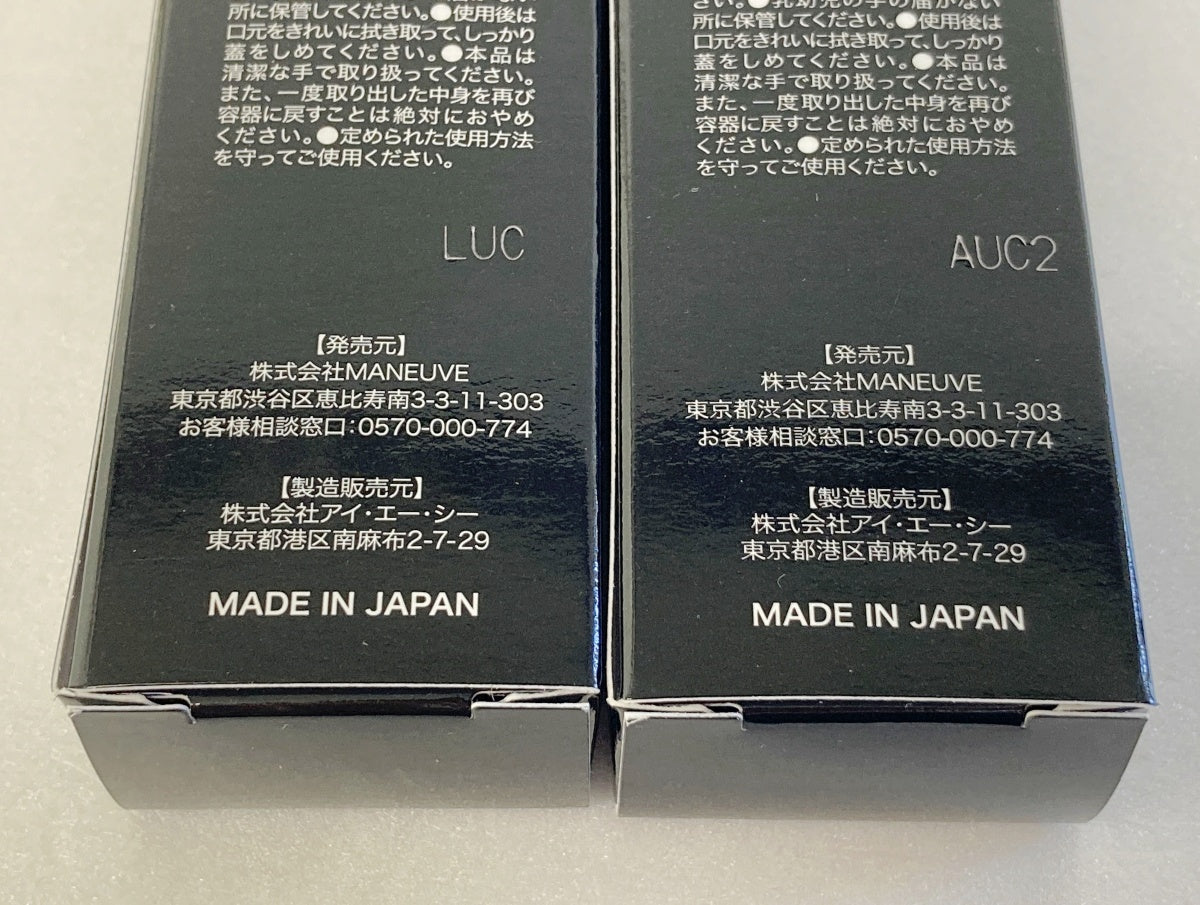 所に保管してください。●使用後は
口元をきれいに拭き取って、しっかり
蓋をしめてください。●本品は
清潔な手で取り扱ってください。
また、一度取り出した中身を再び
容器に戻すことは絶対におやめ
ください。●定められた使用方法
を守ってご使用ください。
LUC
【発売元】
株式会社MANEUVE
東京都渋谷区恵比寿南3-3-11-303
お客様相談窓口:0570-000-774
【製造販売元】
株式会社アイ・エー・シー
東京都港区南麻布2-7-29
MADE IN JAPAN
さい。●乳幼児の手の届かない
所に保管してください。●使用後は
口元をきれいに拭き取って、しっかり
蓋をしめてください。●本品は
清潔な手で取り扱ってください。
また、一度取り出した中身を再び
容器に戻すことは絶対におやめ
ください。●定められた使用方法
を守ってご使用ください。
AUC2
【発売元】
株式会社MANEUVE
東京都渋谷区恵比寿南3-3-11-303
お客様相談窓口:0570-000-774
【製造販売元】
株式会社アイ・エー・シー
東京都港区南麻布2-7-29
MADE IN JAPAN